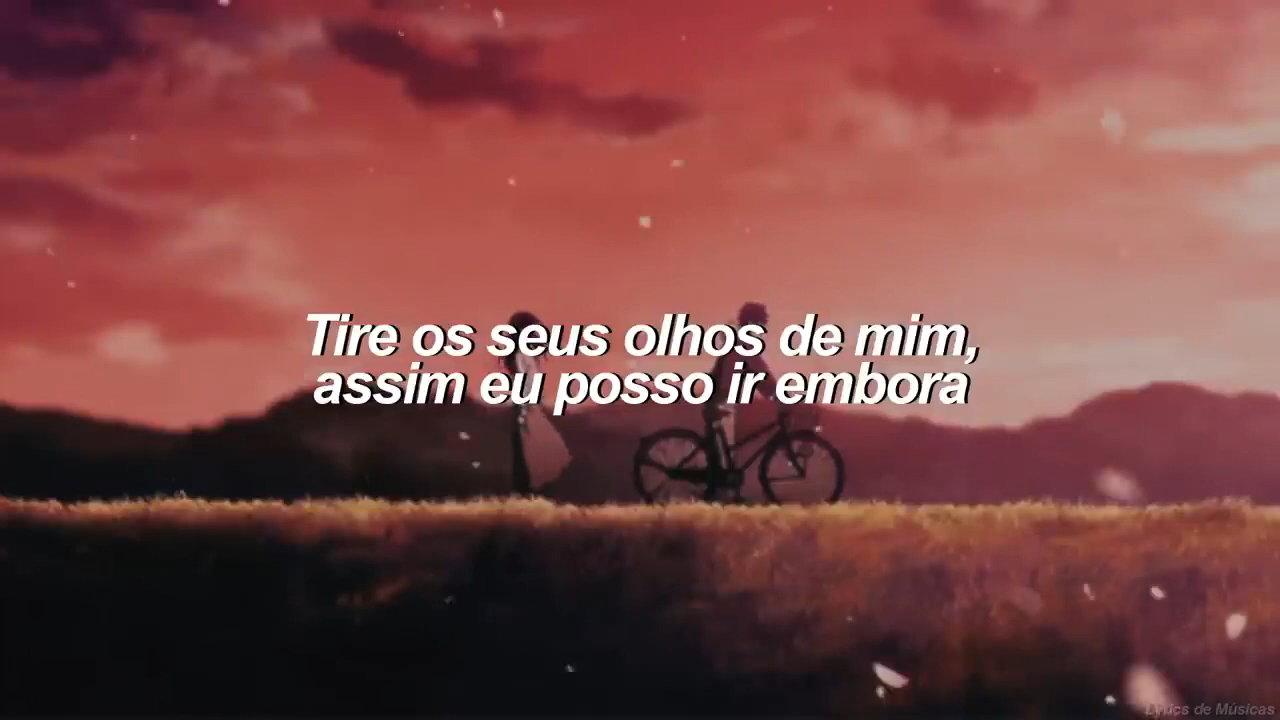 Tire os seus olhos de mim,
assim eu posso ir embora
Lyrics de Músicas